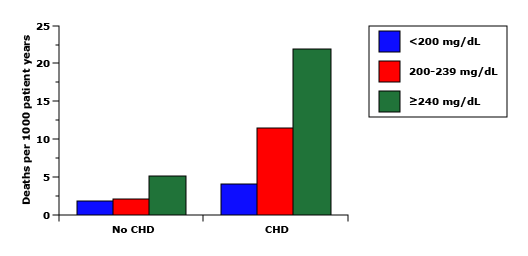 Deaths per 1000 patient years
25
20
15
10
5
0
No CHD
CHD
<200 mg/dL
200-239 mg/dL
≥240 mg/dL